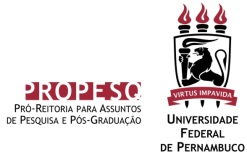 PROPESQ
PRÓ-REITORIA PARA ASSUNTOS
DE PESQUISA E PÓS-GRADUAÇÃO
VIRTUS IMPAVIDA
UNIVERSIDADE
FEDERAL
DE PERNAMBUCO